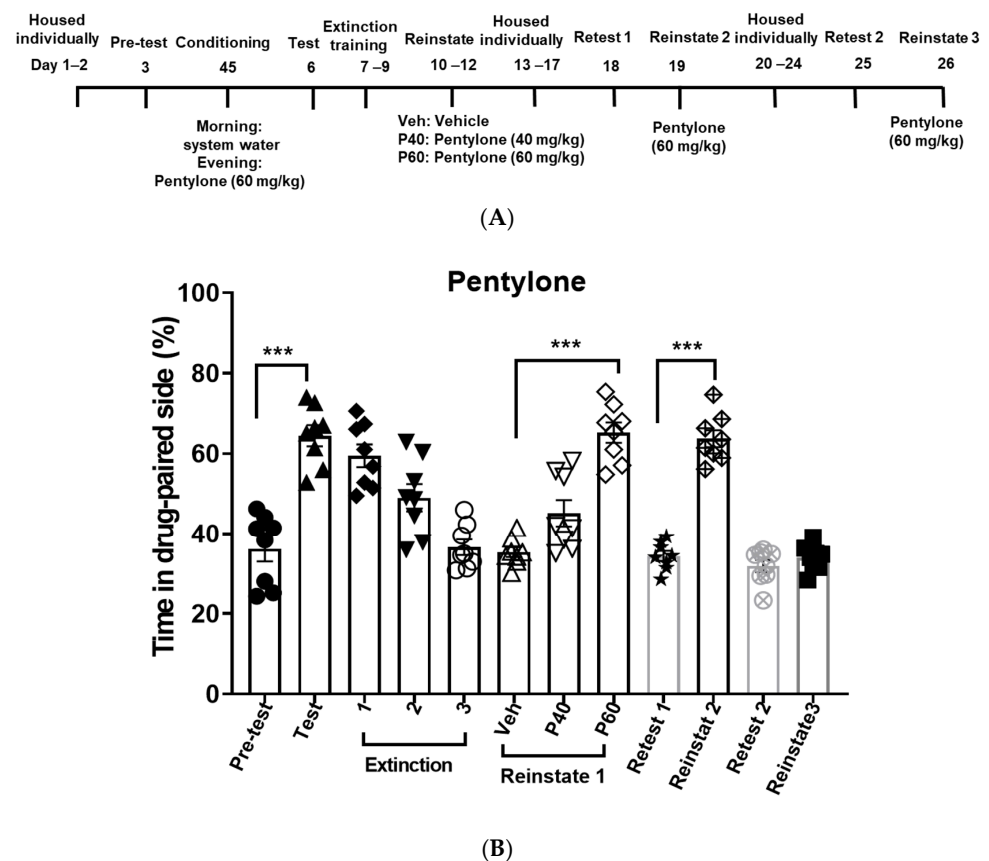 Housed individually
Pre-test
Conditioning
Test
Extinction training
Reinstate
Housed individually
Retest 1
Reinstate 2
Housed individually
Retest 2
Reinstate 3
Day 1–2 3 45 6 7–9 10 –12 13 –17 18 19 20 –24 25 26
Morning:
system water
Evening:
Pentylone (60 mg/kg)
Veh: Vehicle
P40: Pentylone (40 mg/kg)
P60: Pentylone (60 mg/kg)
Pentylone
(60 mg/kg)
Pentylone
(60 mg/kg)
(A)
Pentylone
Time in drug-paired side (%)
100
80
60
40
20
0
***
***
***
Pre-test
Test
1
2
3
Veh
P40
P60
Retest 1
Reinstat 2
Retest 2
Reinstate3
Extinction
Reinstate 1
(B)